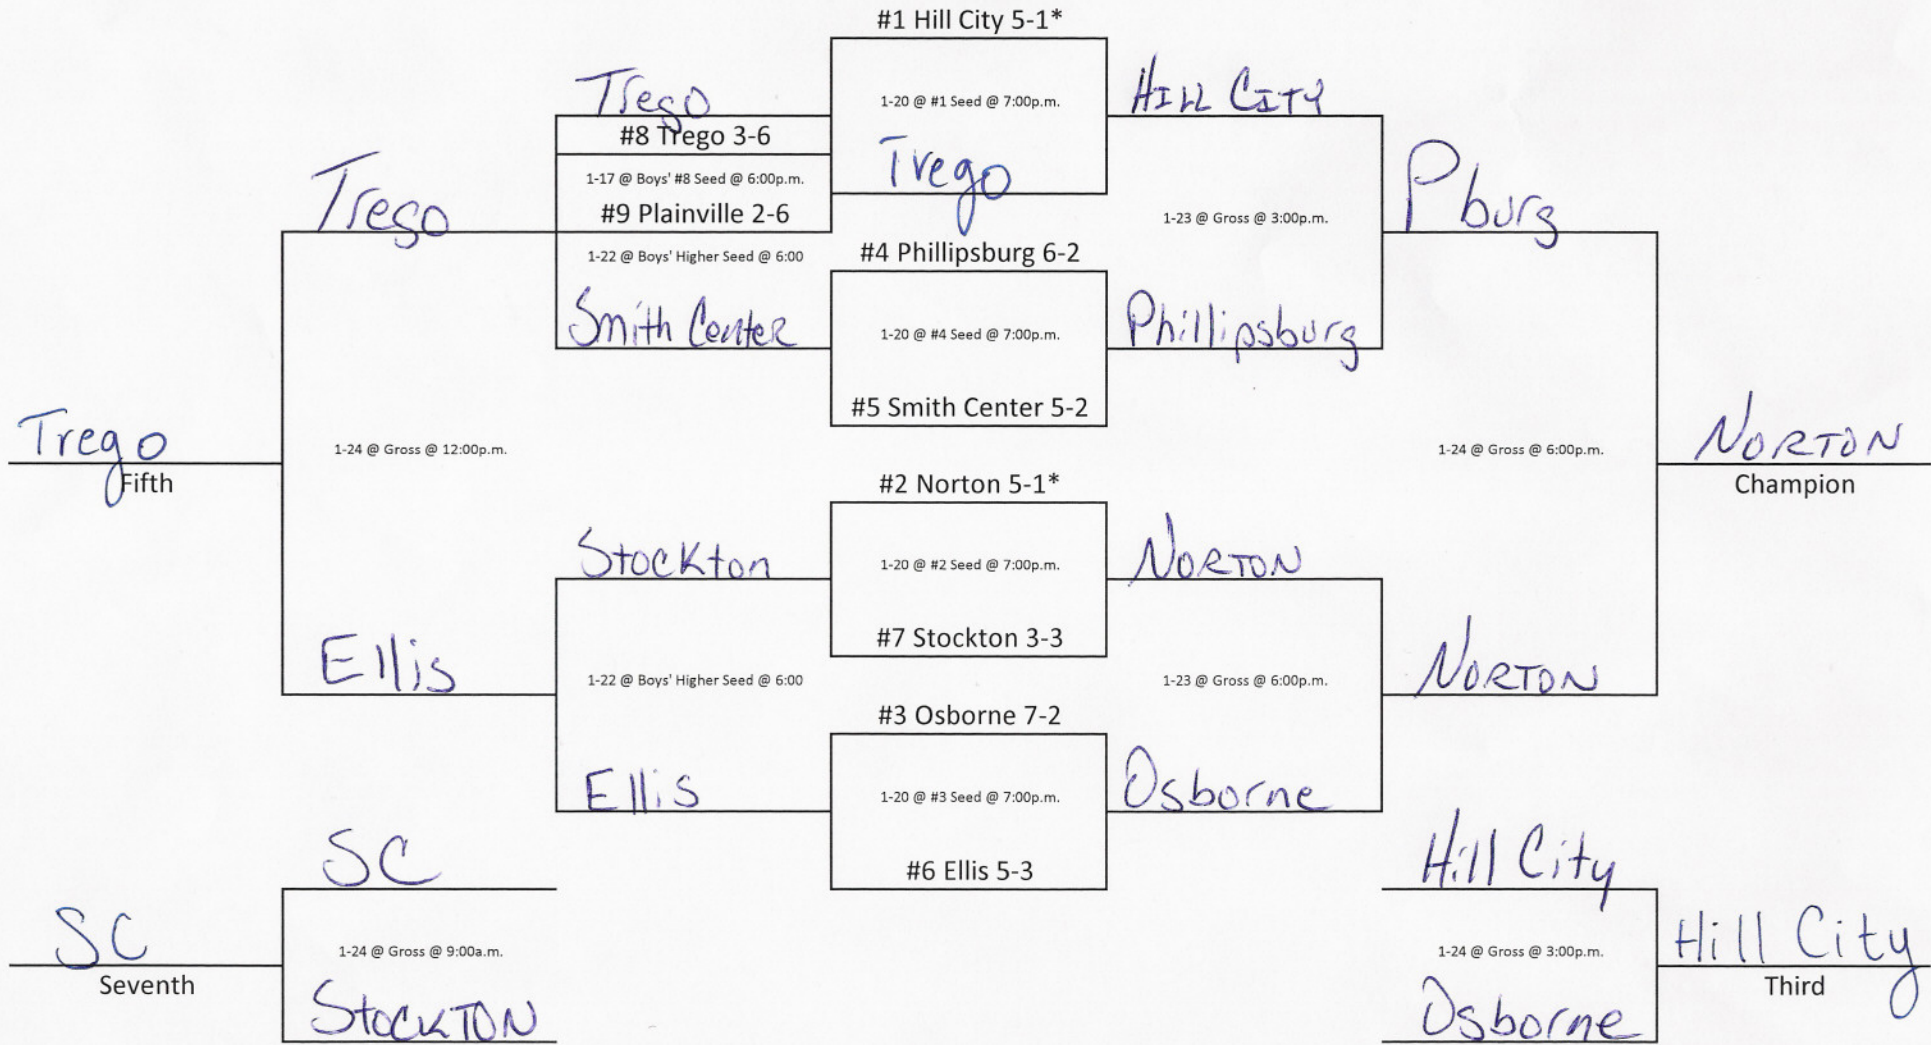 #1 Hill City 5-1*
Trego
1-20 @ #1 Seed @ 7:00p.m.
HILL CITY
#8 Trego 3-6
Trego
1-17 @ Boys' #8 Seed @ 6:00p.m.
Trego
Pburg
#9 Plainville 2-6
1-23 @ Gross @ 3:00p.m.
1-22 @ Boys' Higher Seed @ 6:00
#4 Phillipsburg 6-2
Smith Center
1-20 @ #4 Seed @ 7:00p.m.
Phillipsburg
#5 Smith Center 5-2
Trego
Fifth
1-24 @ Gross @ 12:00p.m.
1-24 @ Gross @ 6:00p.m.
NORTON
Champion
#2 Norton 5-1*
Stockton
1-20 @ #2 Seed @ 7:00p.m.
NORTON
#7 Stockton 3-3
Ellis
1-22 @ Boys' Higher Seed @ 6:00
1-23 @ Gross @ 6:00p.m.
NORTON
#3 Osborne 7-2
Ellis
1-20 @ #3 Seed @ 7:00p.m.
Osborne
#6 Ellis 5-3
SC
Hill City
SC
Seventh
1-24 @ Gross @ 9:00a.m.
1-24 @ Gross @ 3:00p.m.
Hill City
Third
STOCKTON
Osborne